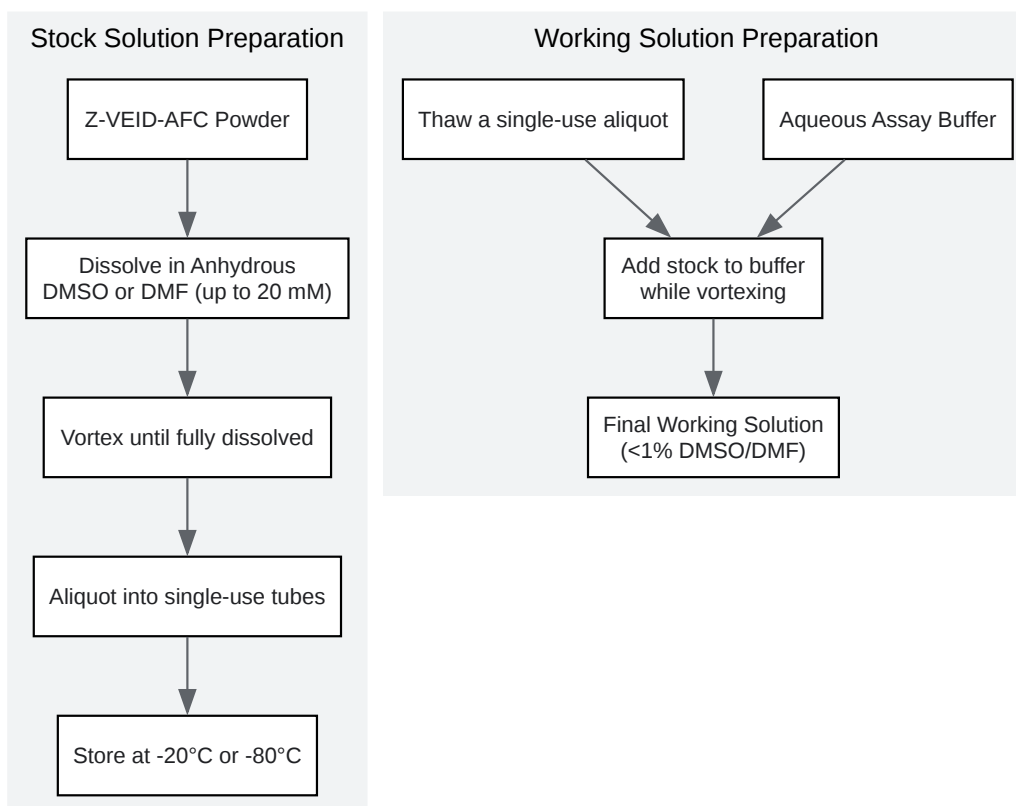 Stock Solution Preparation
Z-VEID-AFC Powder
Dissolve in Anhydrous
DMSO or DMF (up to 20 mM)
Vortex until fully dissolved
Aliquot into single-use tubes
Store at -20°C or -80°C
Working Solution Preparation
Thaw a single-use aliquot
Aqueous Assay Buffer
Add stock to buffer
while vortexing
Final Working Solution
(<1% DMSO/DMF)